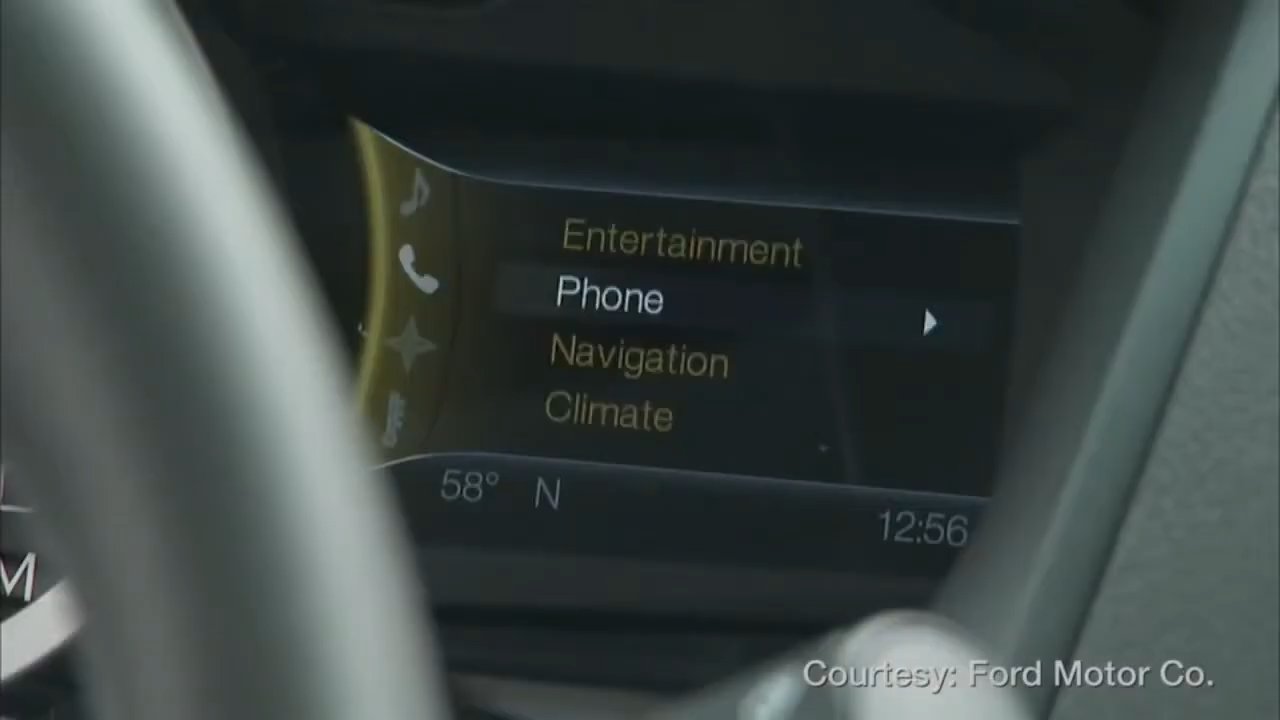 Entertainment
Phone
Navigation
Climate
58° N
12:56
M
Courtesy: Ford Motor Co.